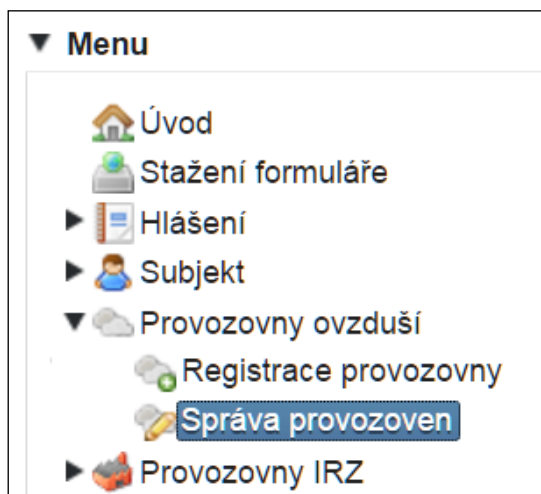 Menu
Úvod
Stažení formuláře
Hlášení
Subjekt
Provozovny ovzduší
Registrace provozovny
Správa provozoven
Provozovny IRZ